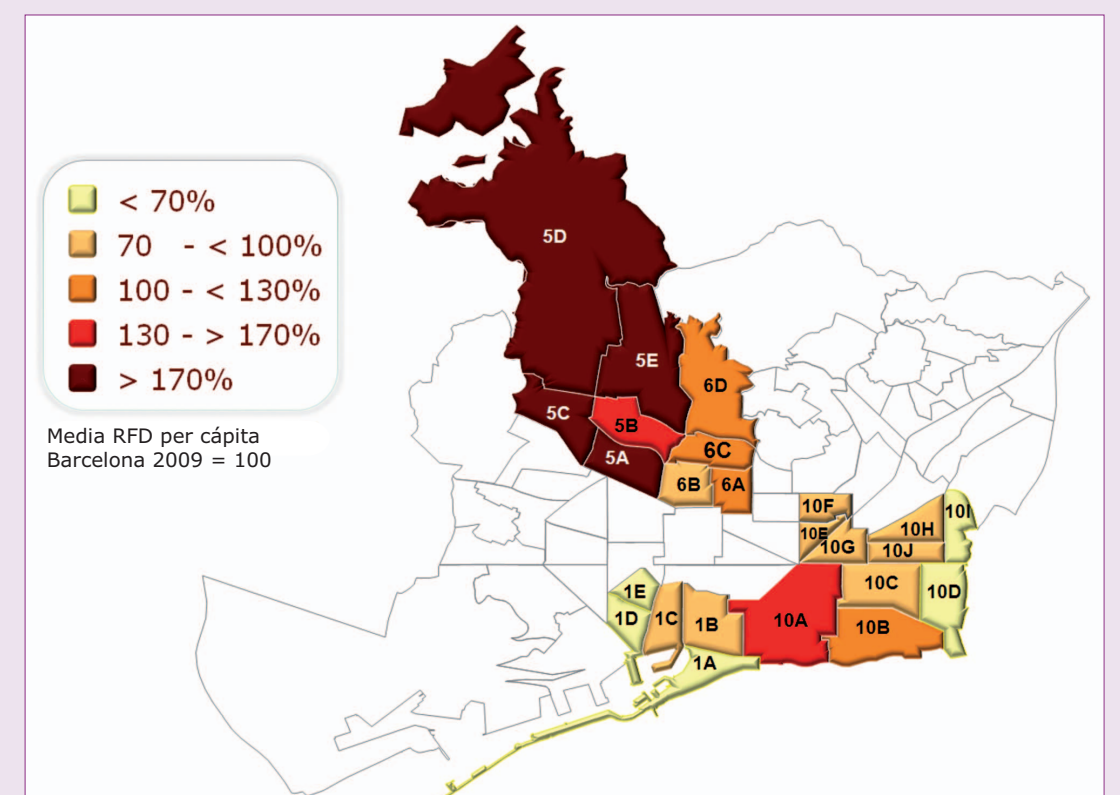 < 70%
70 - < 100%
100 - < 130%
130 - > 170%
> 170%
Media RFD per cápita
Barcelona 2009 = 100
5D
5E
6D
5C
5B
6C
5A
6B
6A
10F
10I
10E
10H
10G
10J
1E
10C
10D
1D
1C
1B
10A
10B
1A